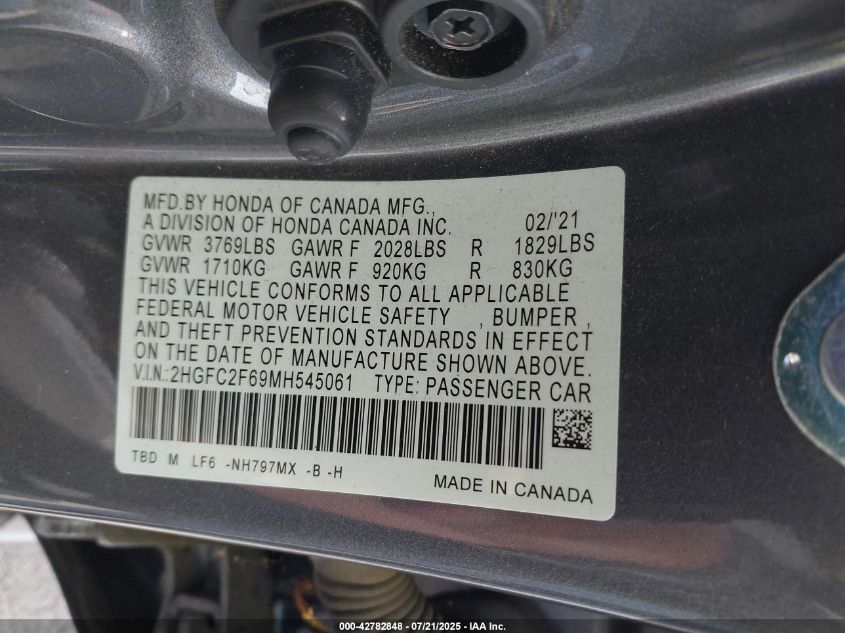 MFD.BY HONDA OF CANADA MFG.,
A DIVISION OF HONDA CANADA INC. 02/'21
GVWR 3769LBS GAWR F 2028LBS R 1829LBS
GVWR 1710KG GAWR F 920KG R 830KG
THIS VEHICLE CONFORMS TO ALL APPLICABLE
FEDERAL MOTOR VEHICLE SAFETY , BUMPER ,
AND THEFT PREVENTION STANDARDS IN EFFECT
ON THE DATE OF MANUFACTURE SHOWN ABOVE.
V.I.N.:2HGFC2F69MH545061 TYPE: PASSENGER CAR
TBD M LF6 -NH797MX -B -H
MADE IN CANADA
000-42782848 - 07/21/2025 - IAA Inc.